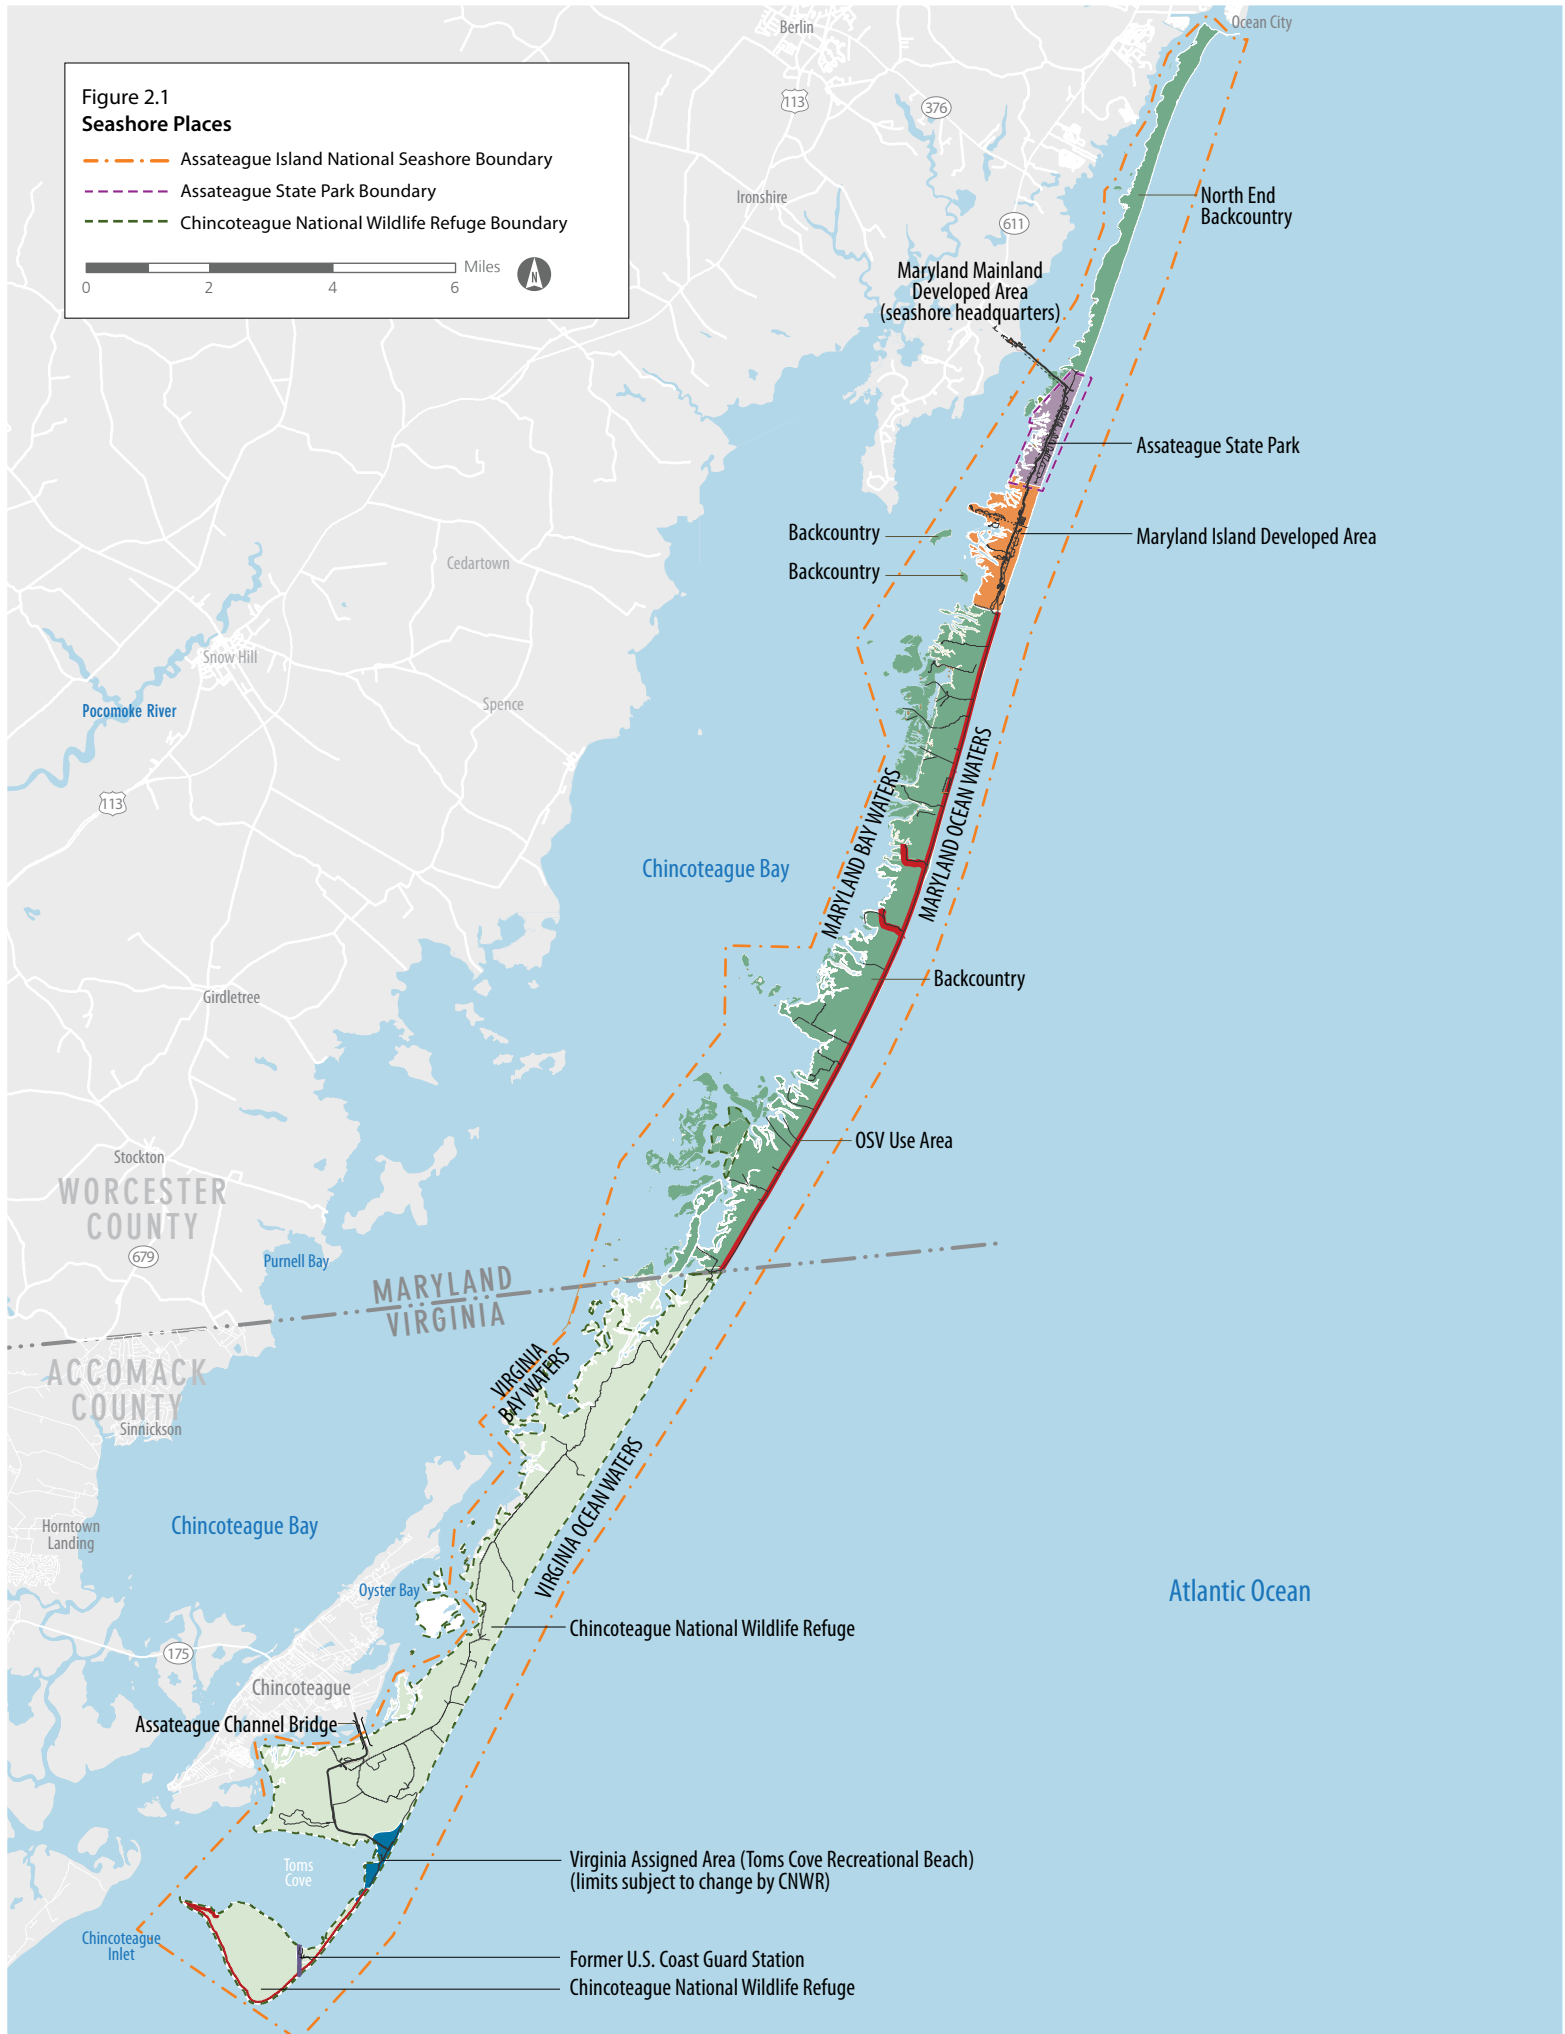 Ocean City
Berlin
Figure 2.1
Seashore Places
Assateague Island National Seashore Boundary
Assateague State Park Boundary
Chincoteague National Wildlife Refuge Boundary
Miles
N
0 2 4 6
113
376
Ironshire
611
North End
Backcountry
Maryland Mainland
Developed Area
(seashore headquarters)
Assateague State Park
Backcountry
Maryland Island Developed Area
Backcountry
Cedartown
Snow Hill
Spence
Pocomoke River
113
MARYLAND BAY WATERS
MARYLAND OCEAN WATERS
Chincoteague Bay
Backcountry
Girdletree
OSV Use Area
Stockton
WORCESTER
COUNTY
679
Purnell Bay
MARYLAND
VIRGINIA
ACCOMACK
COUNTY
Sinnickson
VIRGINIA
BAY WATERS
VIRGINIA OCEAN WATERS
Horntown
Landing
Chincoteague Bay
Oyster Bay
Atlantic Ocean
Chincoteague National Wildlife Refuge
175
Chincoteague
Assateague Channel Bridge
Toms
Cove
Virginia Assigned Area (Toms Cove Recreational Beach)
(limits subject to change by CNWR)
Chincoteague
Inlet
Former U.S. Coast Guard Station
Chincoteague National Wildlife Refuge